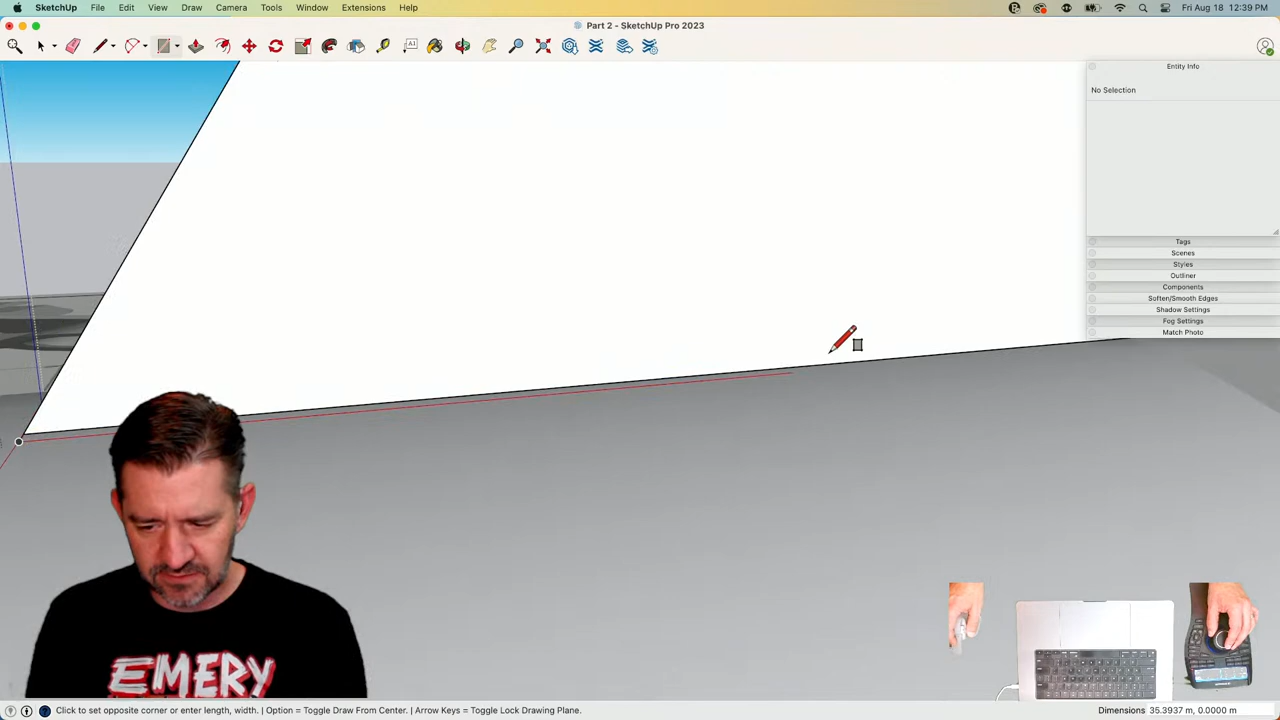 SketchUp File Edit View Draw Camera Tools Window Extensions Help
Fri Aug 18 12:39 PM
Part 2 - SketchUp Pro 2023
A1
Entity Info
No Selection
Tags
Scenes
Styles
Outliner
Components
Soften/Smooth Edges
Shadow Settings
Fog Settings
Match Photo
EMERY
Click to set opposite corner or enter length, width. | Option = Toggle Draw From Center. | Arrow Keys = Toggle Lock Drawing Plane.
Dimensions 35.3937 m, 0.0000 m